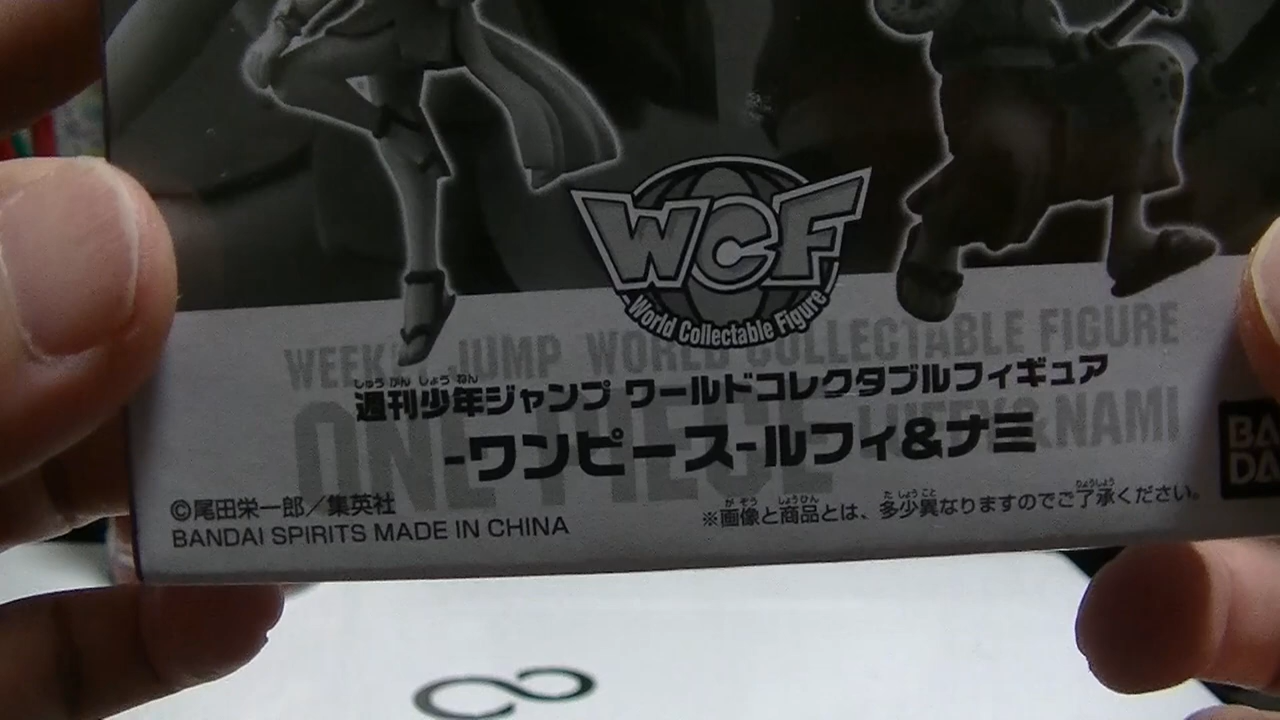 WCF
World Collectable Figure
WEEKLY JUMP WORLD COLLECTABLE FIGURE
しゅう かん しょう ねん
週刊少年ジャンプ ワールドコレクタブルフィギュア
ONE PIECE LUFFY&NAMI
-ワンピース-ルフィ&ナミ
©尾田栄一郎／集英社
が ぞう しょうひん た しょうこと りょうしょう
※画像と商品とは、多少異なりますのでご了承ください。
BANDAI SPIRITS MADE IN CHINA
BA
DA